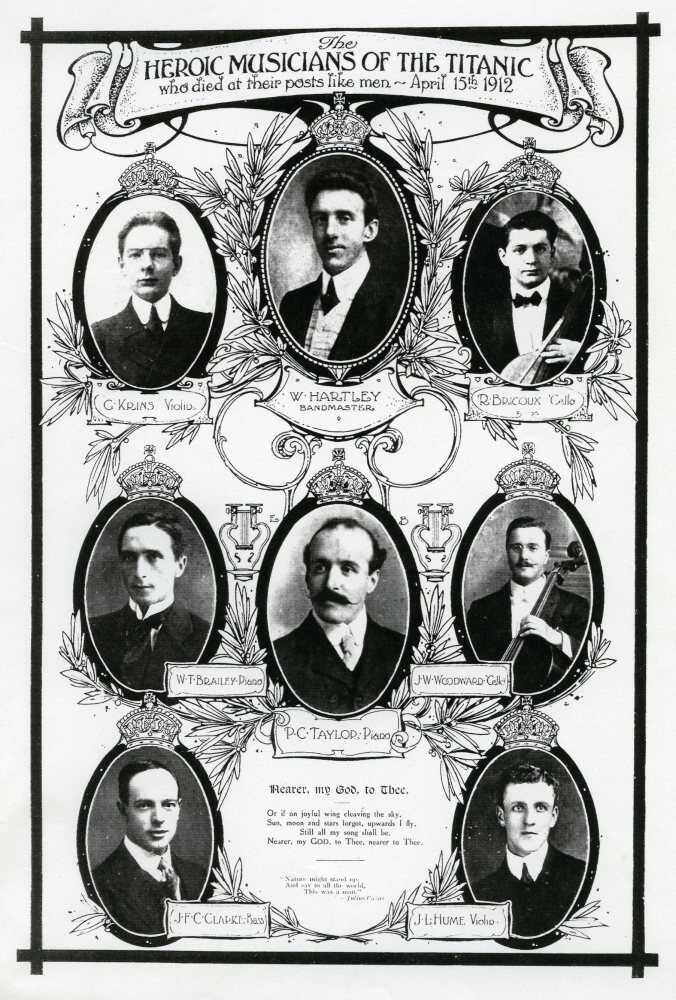 The
HEROIC MUSICIANS OF THE TITANIC
who died at their posts like men ~ April 15th 1912
G. KRINS Violin.
W. HARTLEY
BANDMASTER
R. BRICOUX 'Cello
E B
W. T. BRAILEY. Piano
J. W. WOODWARD. 'Cello
P. C. TAYLOR. Piano
Nearer, my God, to Thee.
Or if on joyful wing cleaving the sky,
Sun, moon and stars forgot, upwards I fly,
Still all my song shall be,
Nearer, my GOD, to Thee, nearer to Thee.
"Nature might stand up,
And say to all the world,
This was a man."
- Julius Cæsar
J. F. C. CLARKE. Bass
J. L. HUME Violin.